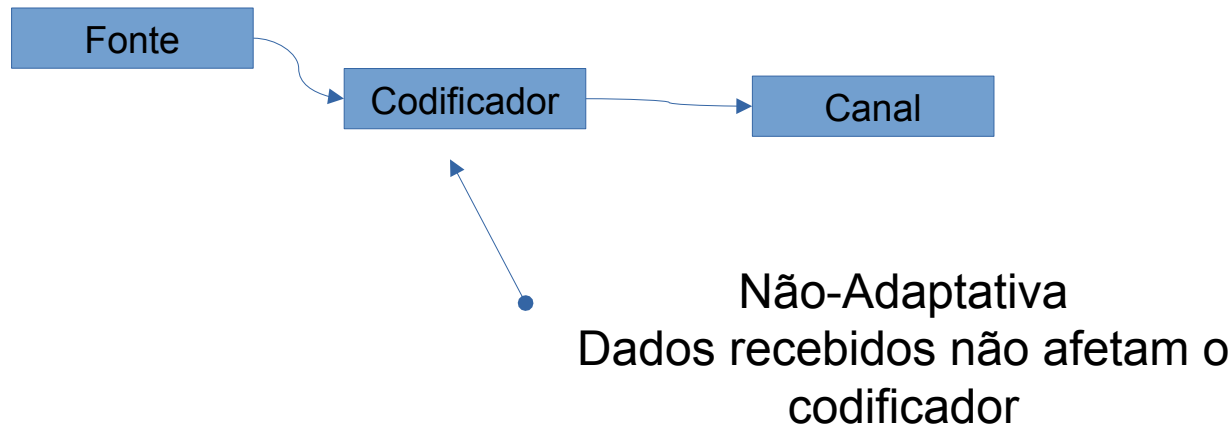 Fonte
Codificador
Canal
Não-Adaptativa
Dados recebidos não afetam o
codificador